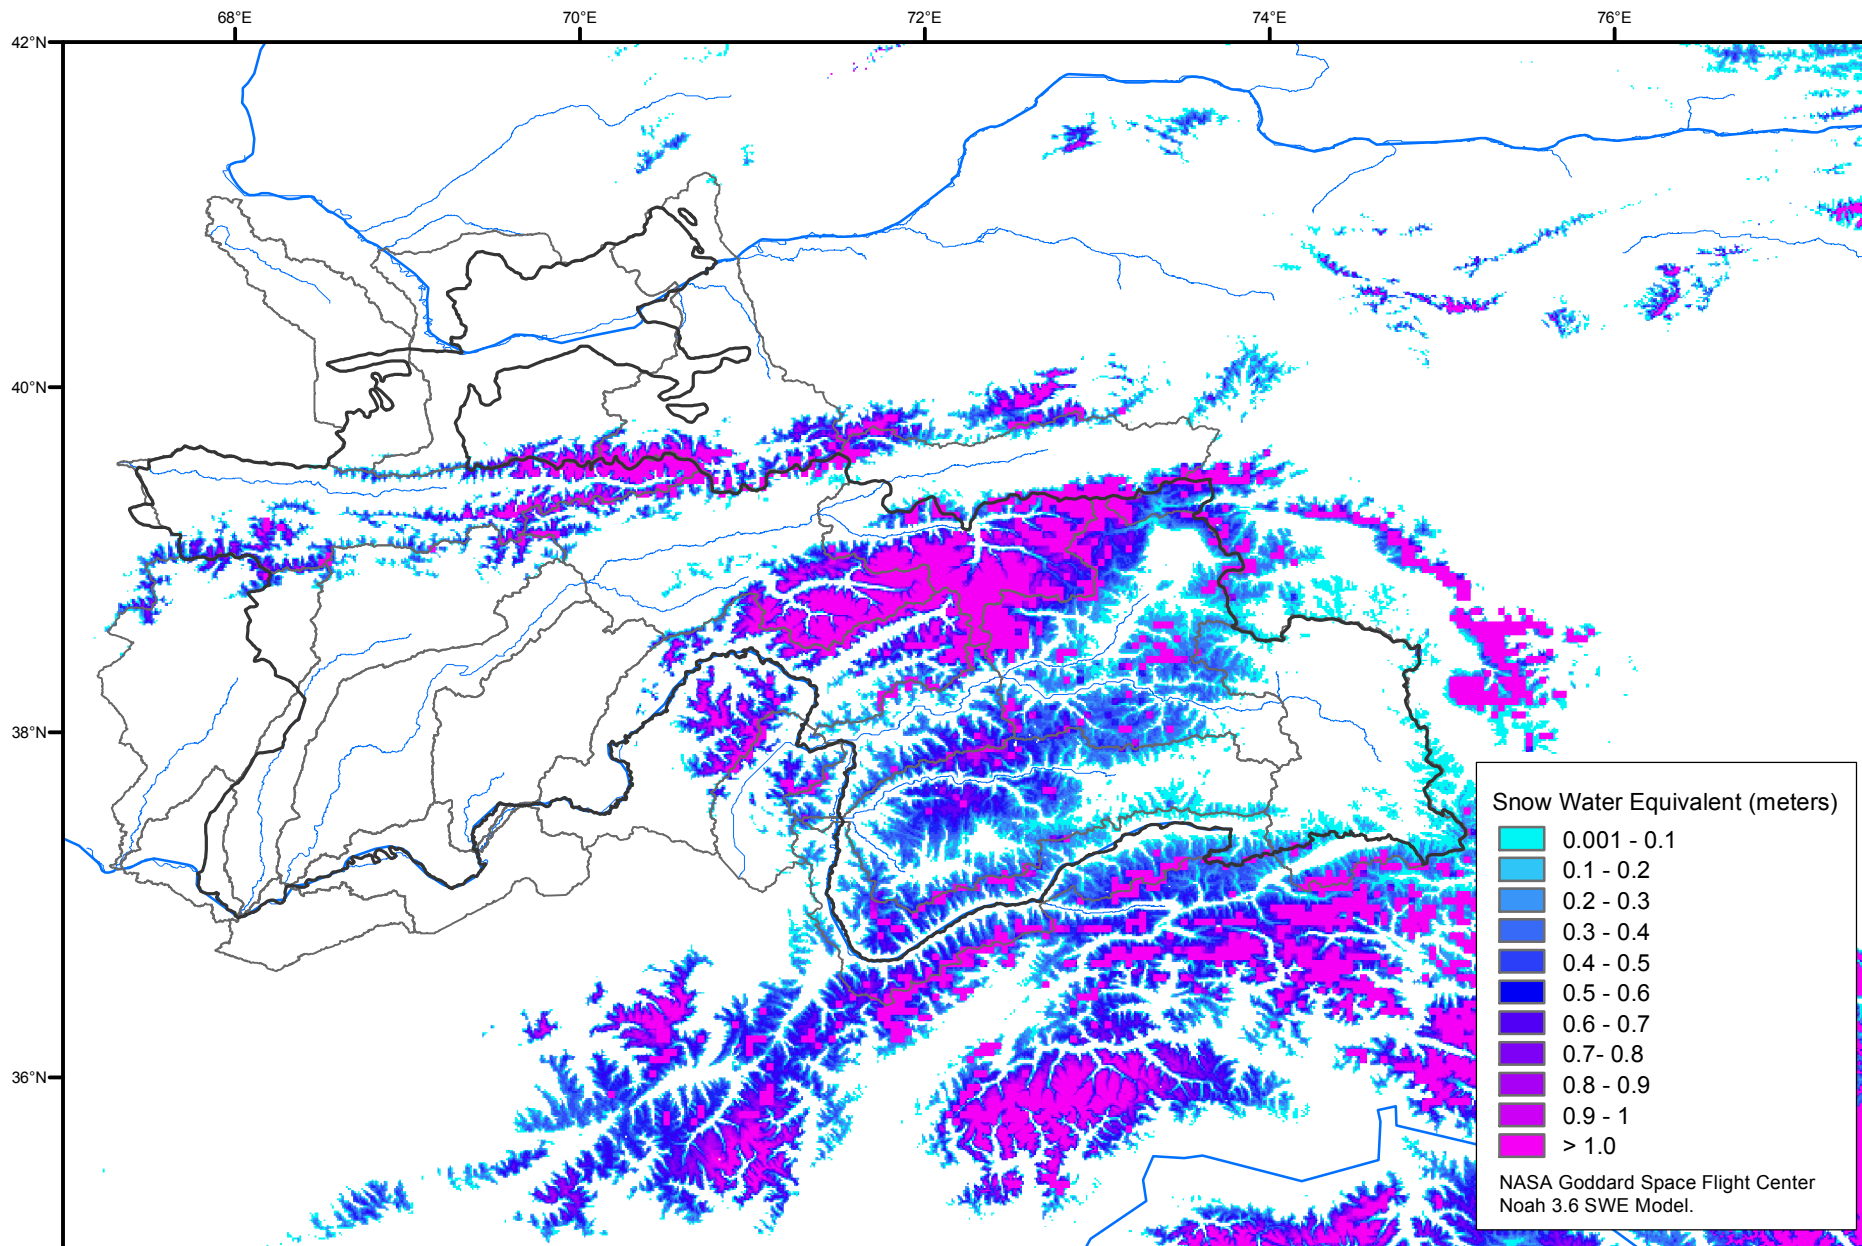 68°E
70°E
72°E
74°E
76°E
42°N
40°N
38°N
36°N
Snow Water Equivalent (meters)
0.001 - 0.1
0.1 - 0.2
0.2 - 0.3
0.3 - 0.4
0.4 - 0.5
0.5 - 0.6
0.6 - 0.7
0.7- 0.8
0.8 - 0.9
0.9 - 1
> 1.0
NASA Goddard Space Flight Center
Noah 3.6 SWE Model.